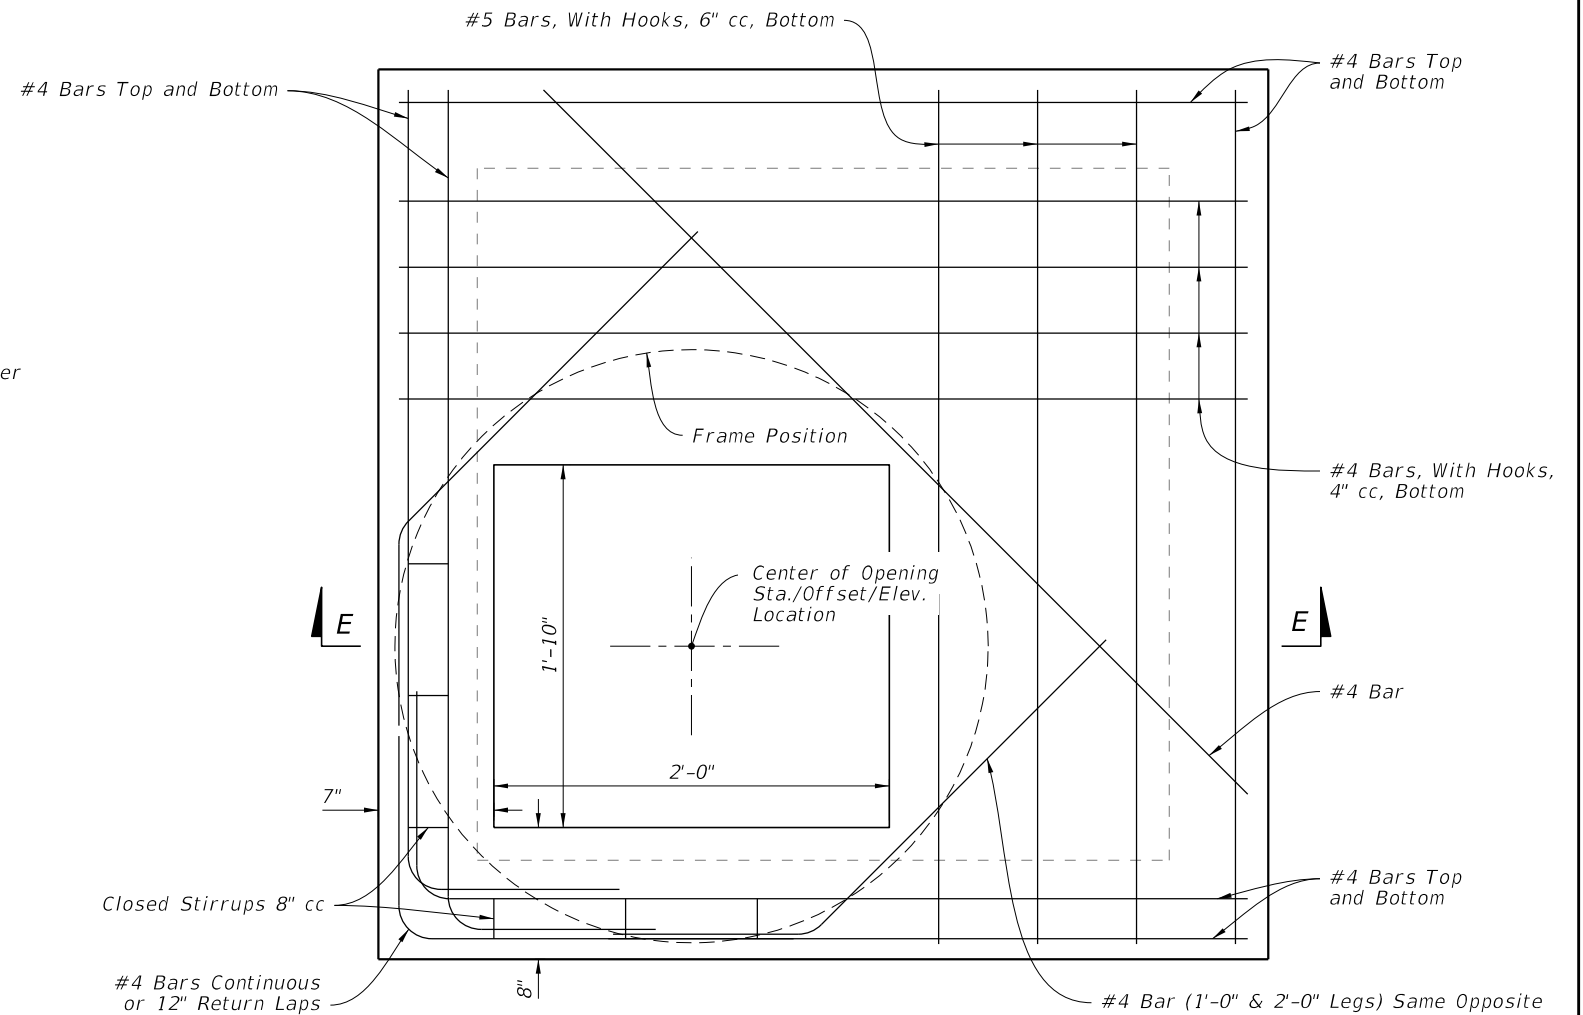 #5 Bars, With Hooks, 6" cc, Bottom
#4 Bars Top and Bottom
#4 Bars Top
and Bottom
er
Frame Position
#4 Bars, With Hooks,
4" cc, Bottom
Center of Opening
Sta./Offset/Elev.
Location
1'-10"
E
E
#4 Bar
2'-0"
7"
#4 Bars Top
and Bottom
Closed Stirrups 8" cc
8"
#4 Bars Continuous
or 12" Return Laps
#4 Bar (1'-0" & 2'-0" Legs) Same Opposite